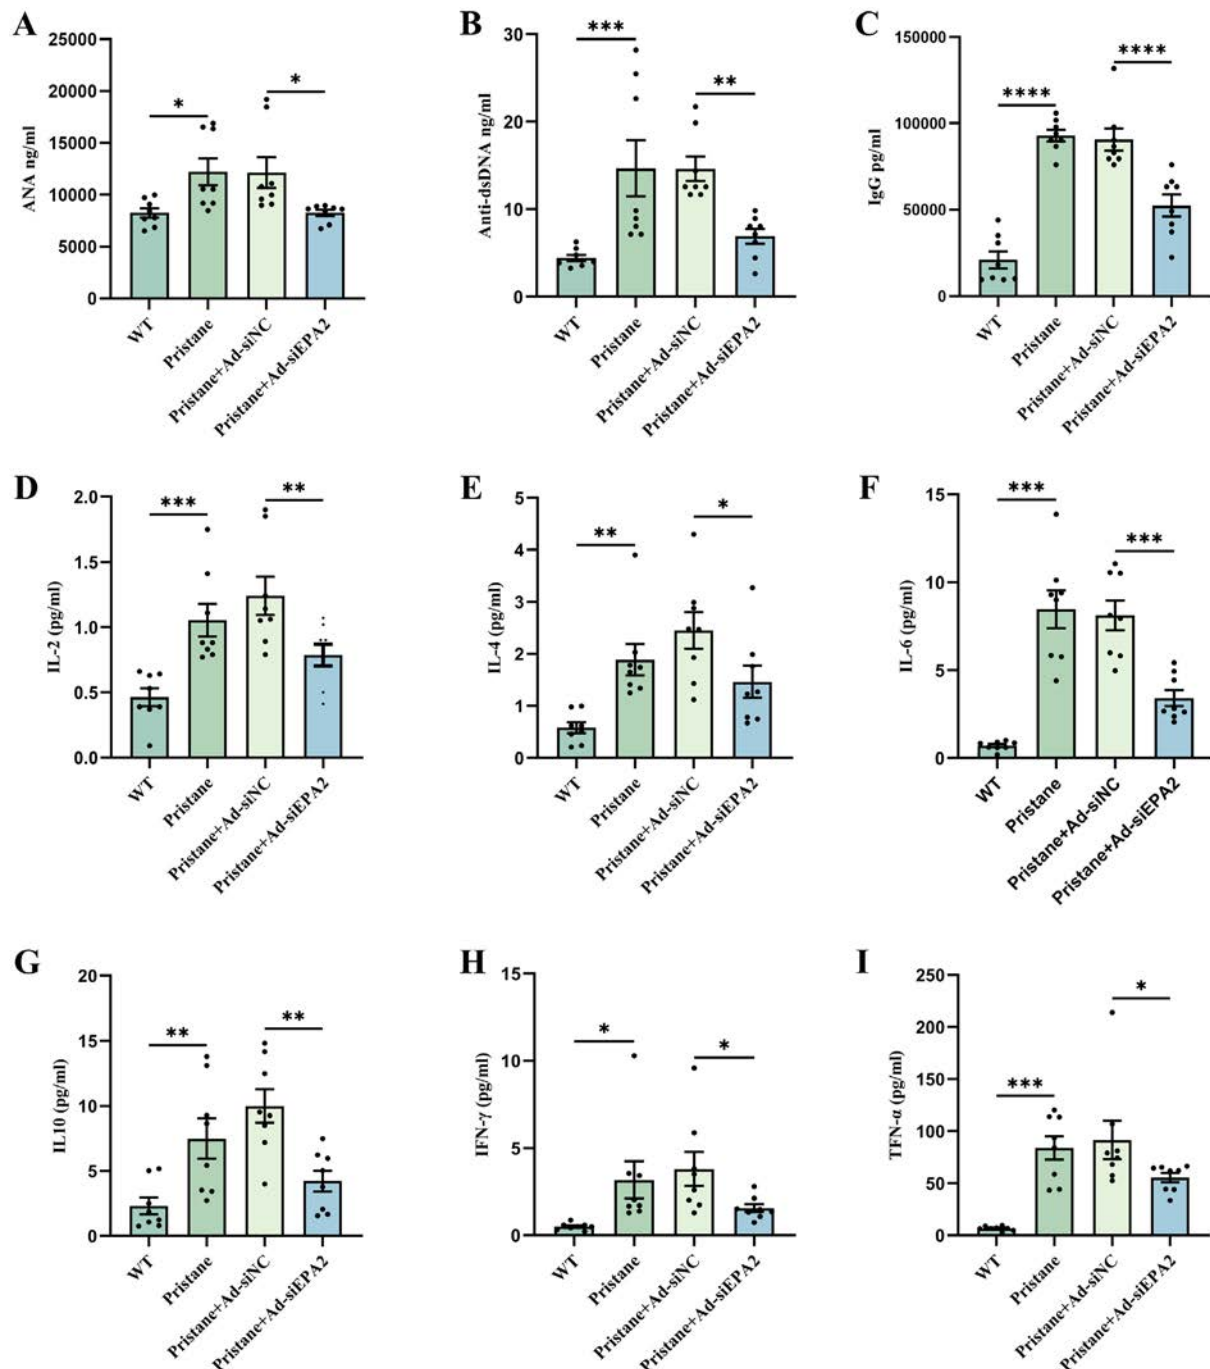 A
ANA ng/ml
25000
20000
15000
10000
5000
0
*
*
WT
Pristane
Pristane+Ad-siNC
Pristane+Ad-siEPA2
B
Anti-dsDNA ng/ml
30
20
10
0
***
**
WT
Pristane
Pristane+Ad-siNC
Pristane+Ad-siEPA2
C
IgG pg/ml
150000
100000
50000
0
****
****
WT
Pristane
Pristane+Ad-siNC
Pristane+Ad-siEPA2
D
IL-2 (pg/ml)
2.0
1.5
1.0
0.5
0.0
***
**
WT
Pristane
Pristane+Ad-siNC
Pristane+Ad-siEPA2
E
IL-4 (pg/ml)
5
4
3
2
1
0
**
*
WT
Pristane
Pristane+Ad-siNC
Pristane+Ad-siEPA2
F
IL-6 (pg/ml)
15
10
5
0
***
***
WT
Pristane
Pristane+Ad-siNC
Pristane+Ad-siEPA2
G
IL10 (pg/ml)
20
15
10
5
0
**
**
WT
Pristane
Pristane+Ad-siNC
Pristane+Ad-siEPA2
H
IFN-γ (pg/ml)
15
10
5
0
*
*
WT
Pristane
Pristane+Ad-siNC
Pristane+Ad-siEPA2
I
TFN-α (pg/ml)
250
200
150
100
50
0
***
*
WT
Pristane
Pristane+Ad-siNC
Pristane+Ad-siEPA2